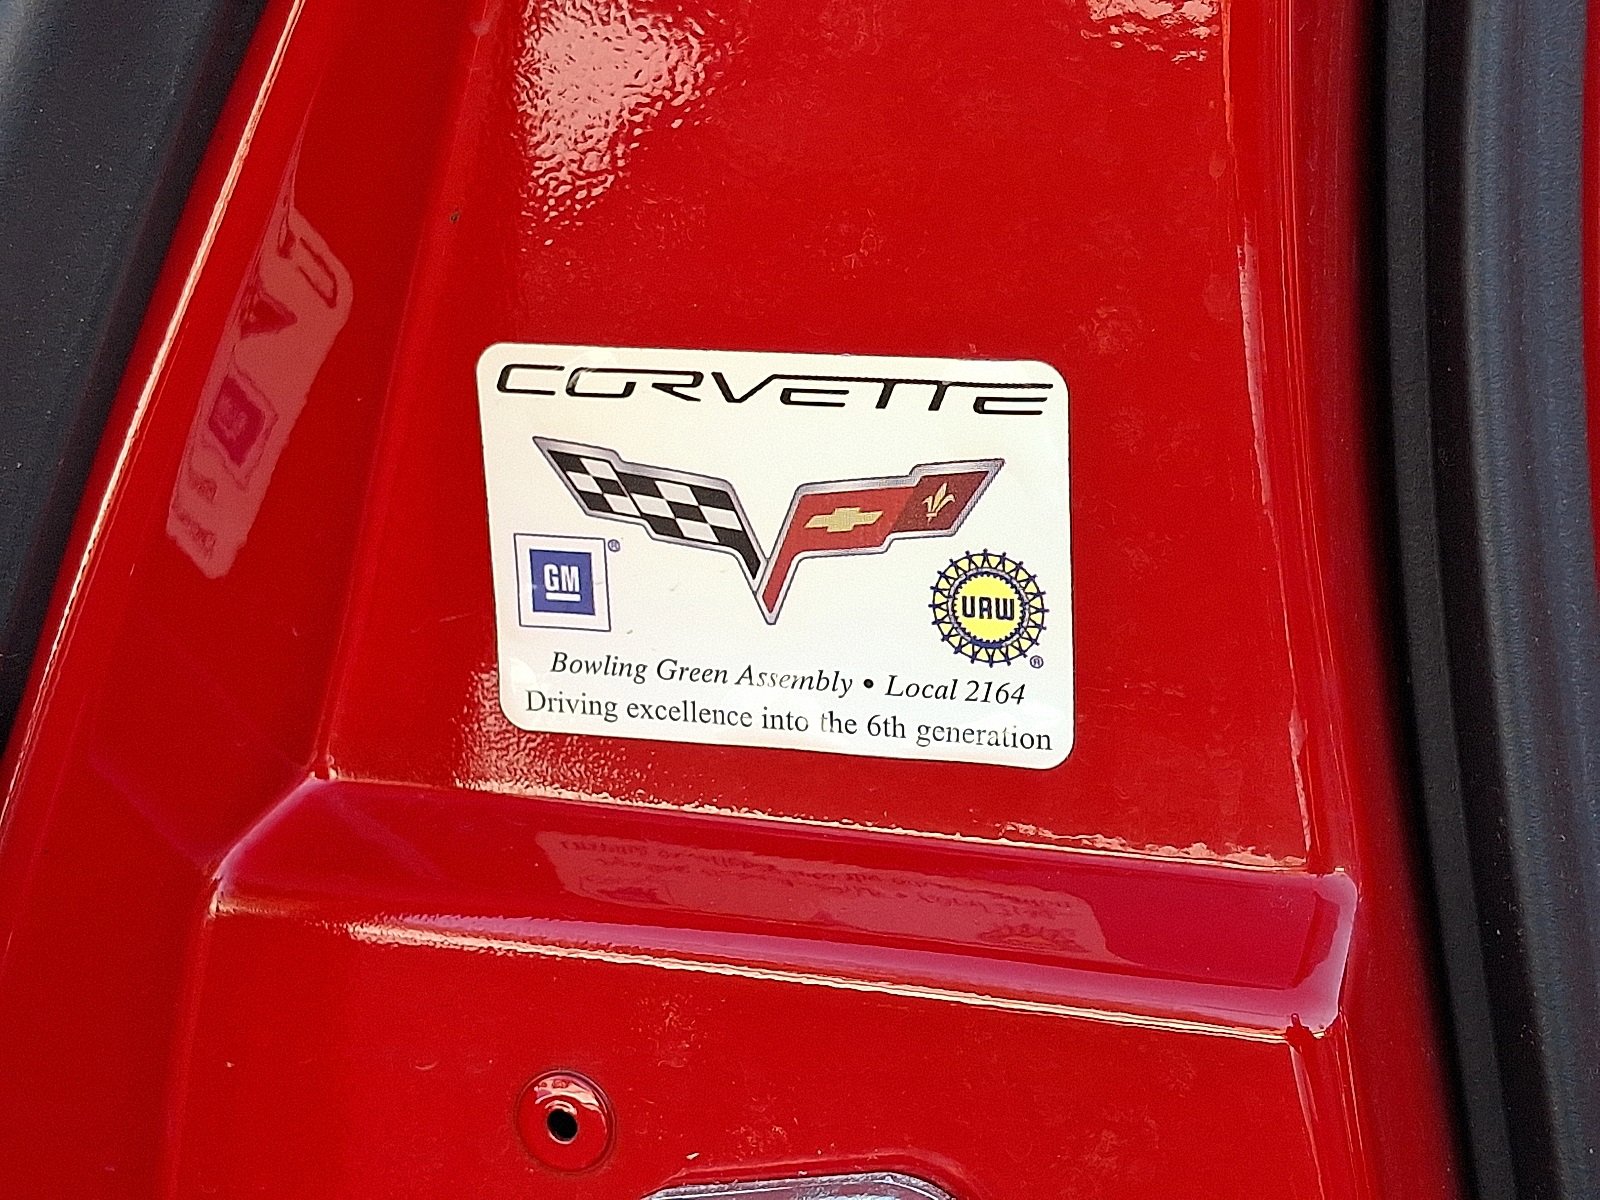 CORVETTE
GM ®
UAW ®
Bowling Green Assembly • Local 2164
Driving excellence into the 6th generation